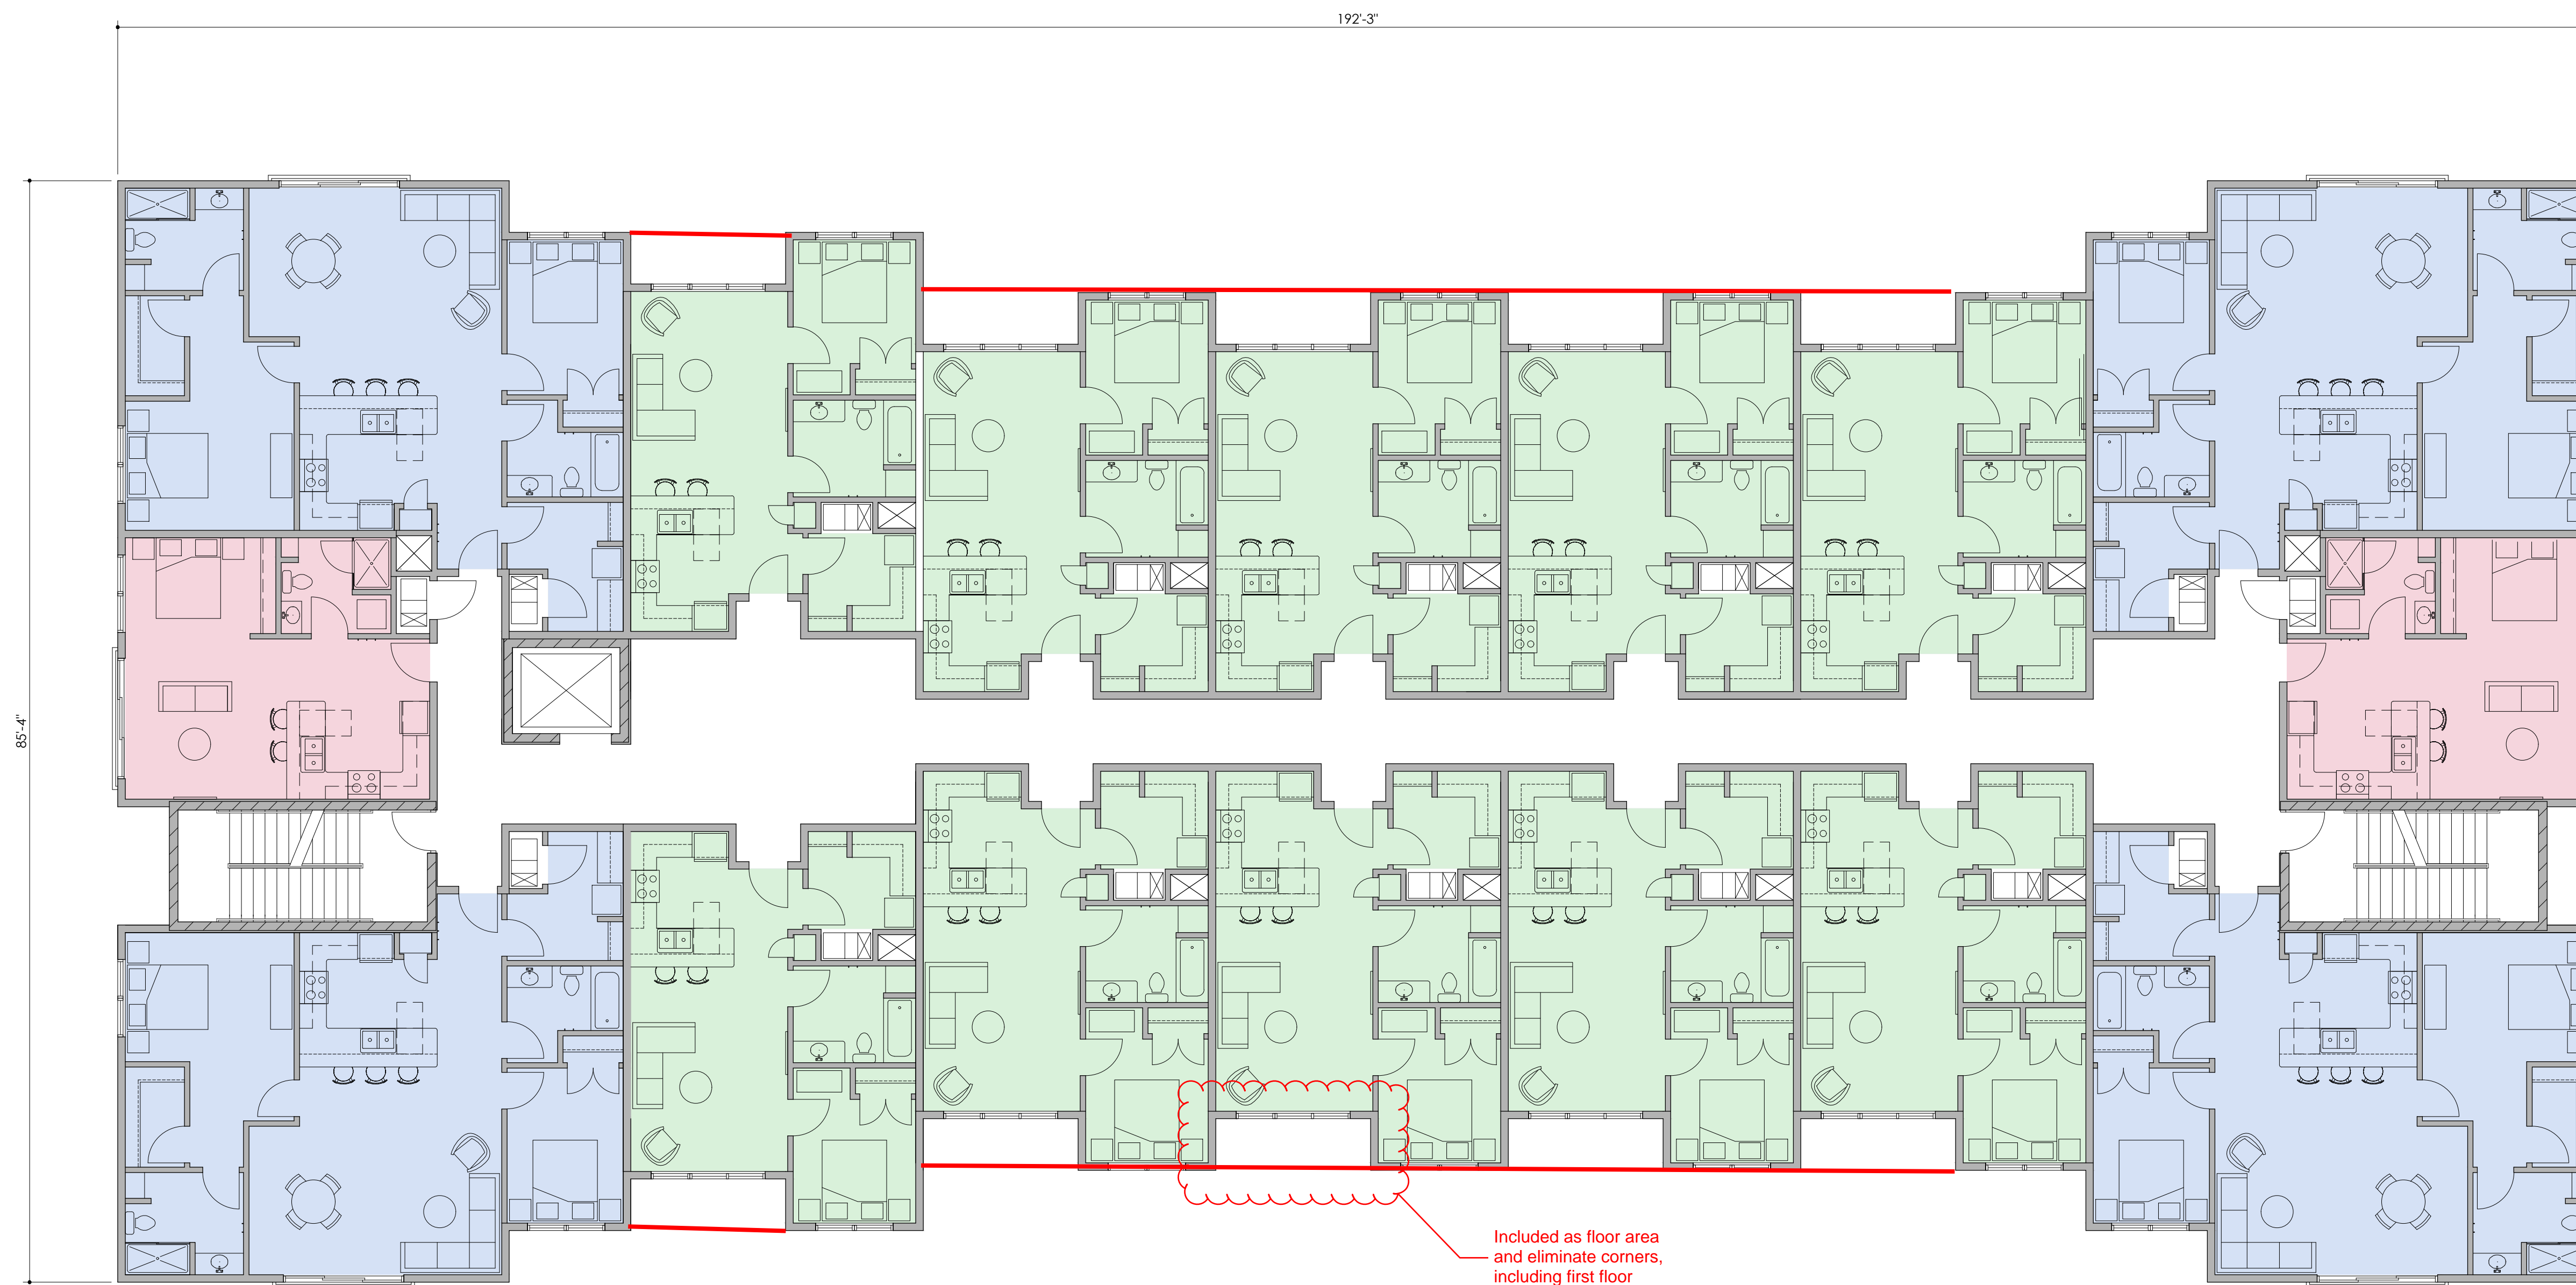 192'-3"
85'-4"
Included as floor area
and eliminate corners,
including first floor